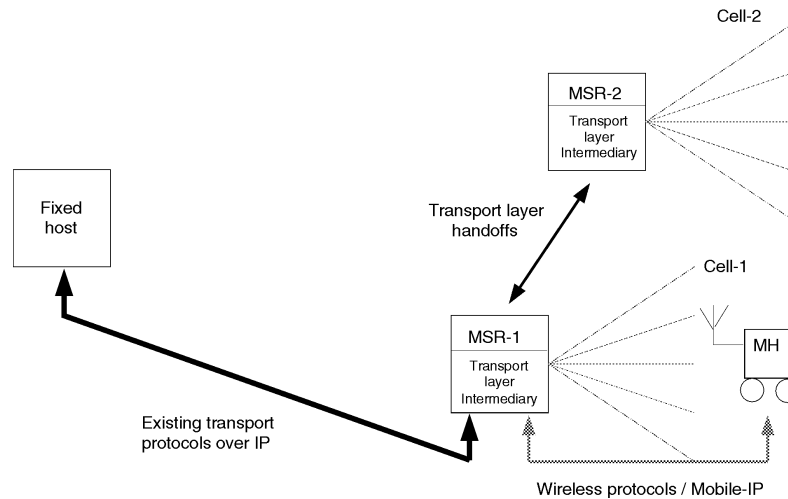 Cell-2
MSR-2
Transport
layer
Intermediary
Fixed
host
Transport layer
handoffs
Cell-1
MSR-1
MH
Transport
layer
Intermediary
Existing transport
protocols over IP
Wireless protocols / Mobile-IP